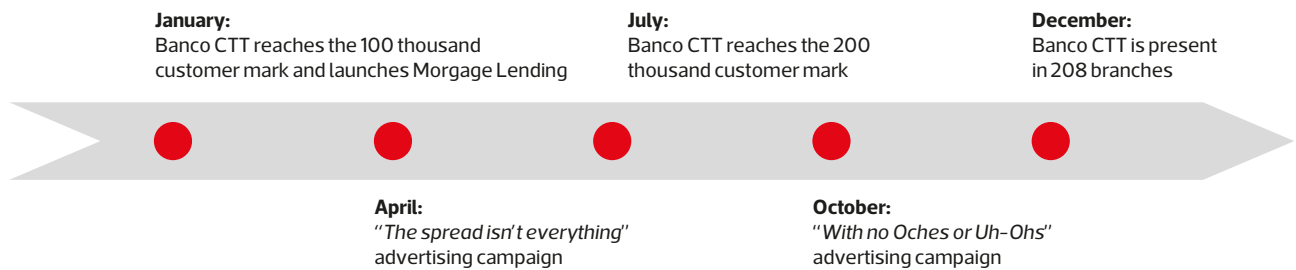 January:
Banco CTT reaches the 100 thousand
customer mark and launches Morgage Lending
July:
Banco CTT reaches the 200
thousand customer mark
December:
Banco CTT is present
in 208 branches
April:
"The spread isn't everything"
advertising campaign
October:
"With no Oches or Uh-Ohs"
advertising campaign